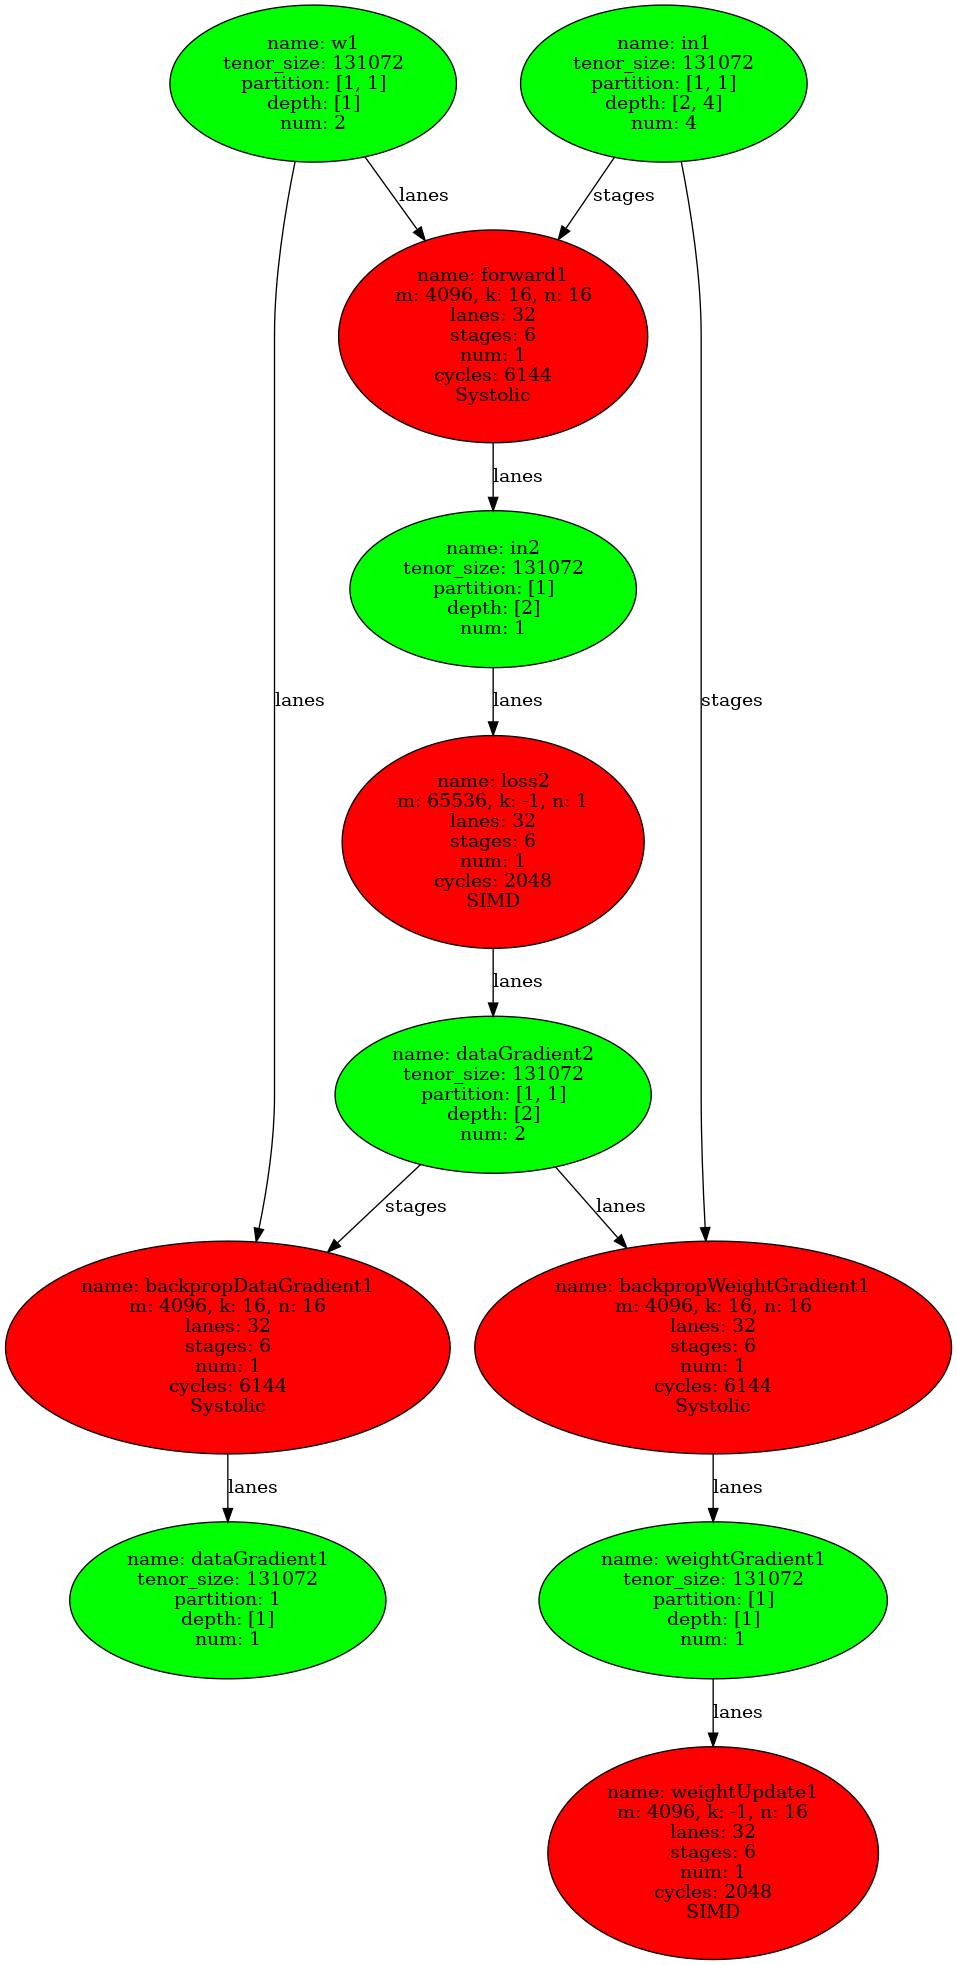 name: w1
tenor_size: 131072
partition: [1, 1]
depth: [1]
num: 2
name: in1
tenor_size: 131072
partition: [1, 1]
depth: [2, 4]
num: 4
lanes
stages
name: forward1
m: 4096, k: 16, n: 16
lanes: 32
stages: 6
num: 1
cycles: 6144
Systolic
lanes
name: in2
tenor_size: 131072
partition: [1]
depth: [2]
num: 1
lanes
lanes
stages
name: loss2
m: 65536, k: -1, n: 1
lanes: 32
stages: 6
num: 1
cycles: 2048
SIMD
lanes
name: dataGradient2
tenor_size: 131072
partition: [1, 1]
depth: [2]
num: 2
stages
lanes
name: backpropDataGradient1
m: 4096, k: 16, n: 16
lanes: 32
stages: 6
num: 1
cycles: 6144
Systolic
name: backpropWeightGradient1
m: 4096, k: 16, n: 16
lanes: 32
stages: 6
num: 1
cycles: 6144
Systolic
lanes
lanes
name: dataGradient1
tenor_size: 131072
partition: 1
depth: [1]
num: 1
name: weightGradient1
tenor_size: 131072
partition: [1]
depth: [1]
num: 1
lanes
name: weightUpdate1
m: 4096, k: -1, n: 16
lanes: 32
stages: 6
num: 1
cycles: 2048
SIMD